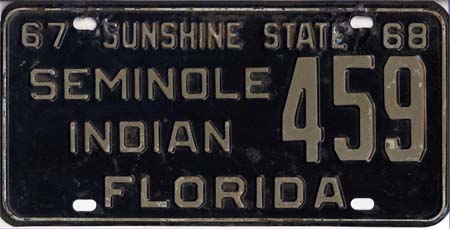 67 SUNSHINE STATE 68
SEMINOLE 459
INDIAN
FLORIDA